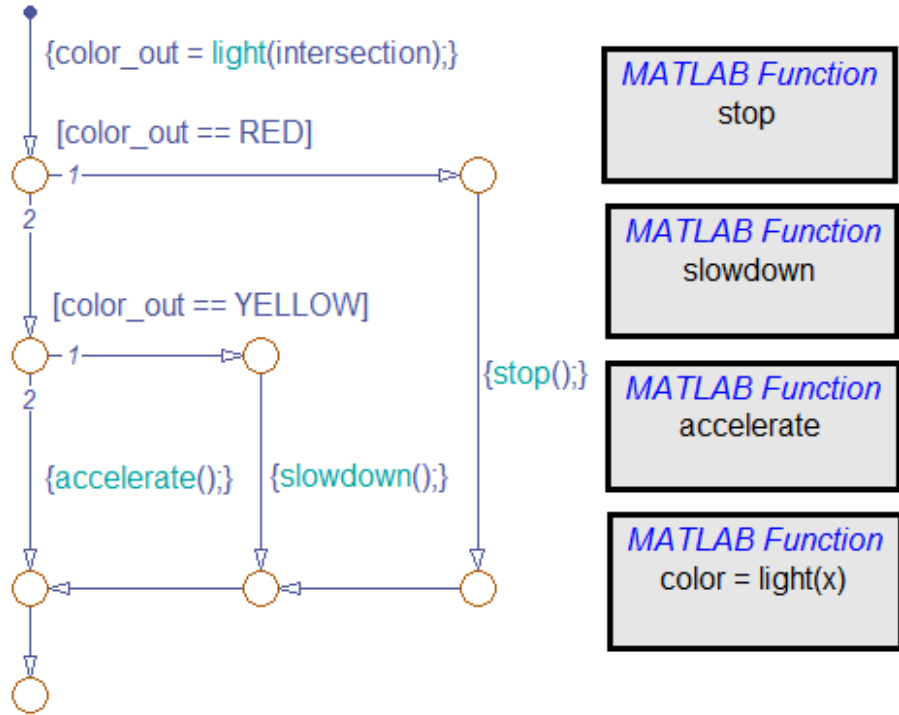 {color_out = light(intersection);}
[color_out == RED]
1
2
[color_out == YELLOW]
1
2
{stop();}
{accelerate();}
{slowdown();}
MATLAB Function
stop
MATLAB Function
slowdown
MATLAB Function
accelerate
MATLAB Function
color = light(x)